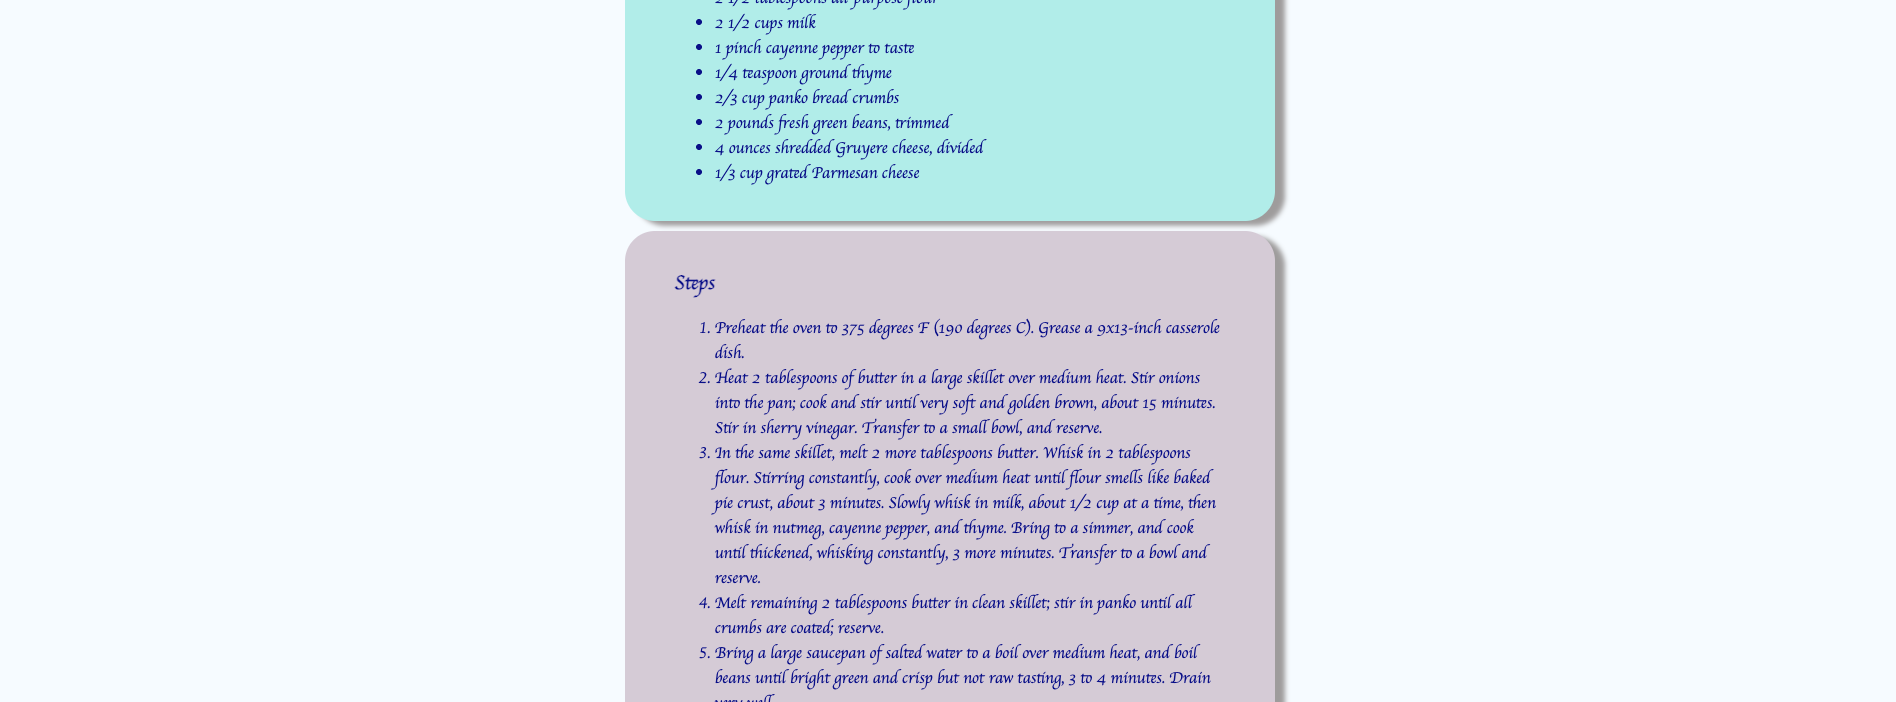 2 1/2 tablespoons all-purpose flour
2 1/2 cups milk
1 pinch cayenne pepper to taste
1/4 teaspoon ground thyme
2/3 cup panko bread crumbs
2 pounds fresh green beans, trimmed
4 ounces shredded Gruyere cheese, divided
1/3 cup grated Parmesan cheese
Steps
1. Preheat the oven to 375 degrees F (190 degrees C). Grease a 9x13-inch casserole
dish.
2. Heat 2 tablespoons of butter in a large skillet over medium heat. Stir onions
into the pan; cook and stir until very soft and golden brown, about 15 minutes.
Stir in sherry vinegar. Transfer to a small bowl, and reserve.
3. In the same skillet, melt 2 more tablespoons butter. Whisk in 2 tablespoons
flour. Stirring constantly, cook over medium heat until flour smells like baked
pie crust, about 3 minutes. Slowly whisk in milk, about 1/2 cup at a time, then
whisk in nutmeg, cayenne pepper, and thyme. Bring to a simmer, and cook
until thickened, whisking constantly, 3 more minutes. Transfer to a bowl and
reserve.
4. Melt remaining 2 tablespoons butter in clean skillet; stir in panko until all
crumbs are coated; reserve.
5. Bring a large saucepan of salted water to a boil over medium heat, and boil
beans until bright green and crisp but not raw tasting, 3 to 4 minutes. Drain
very well.